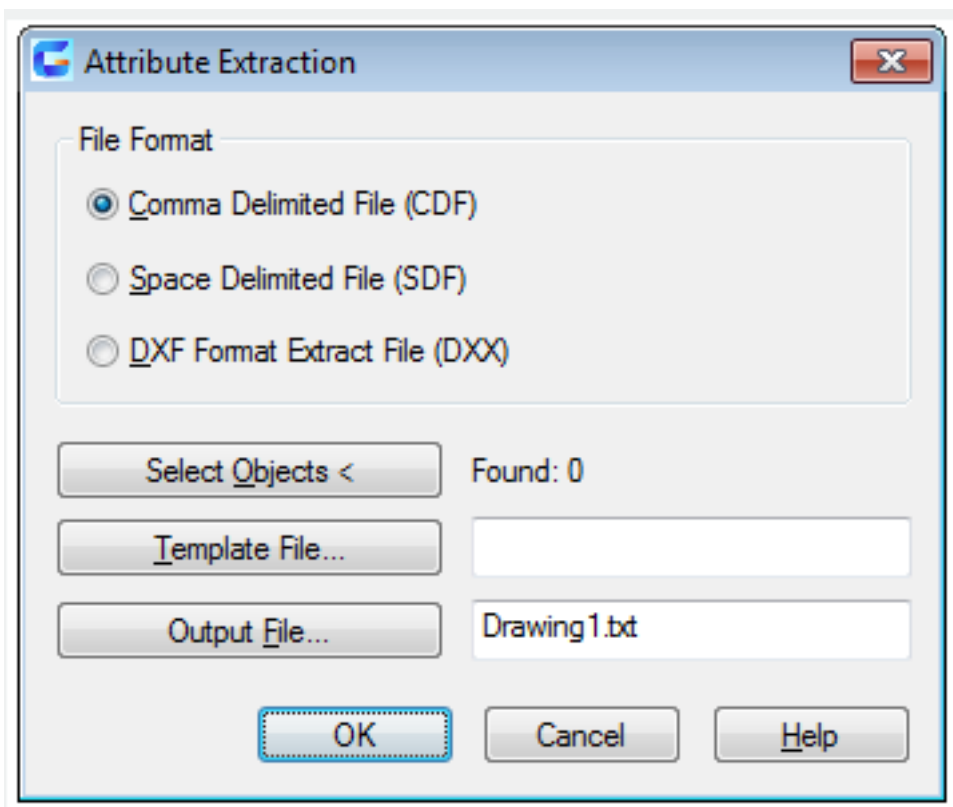 Attribute Extraction
File Format
Comma Delimited File (CDF)
Space Delimited File (SDF)
DXF Format Extract File (DXX)
Select Objects < Found: 0
Template File...
Output File... Drawing1.txt
OK Cancel Help